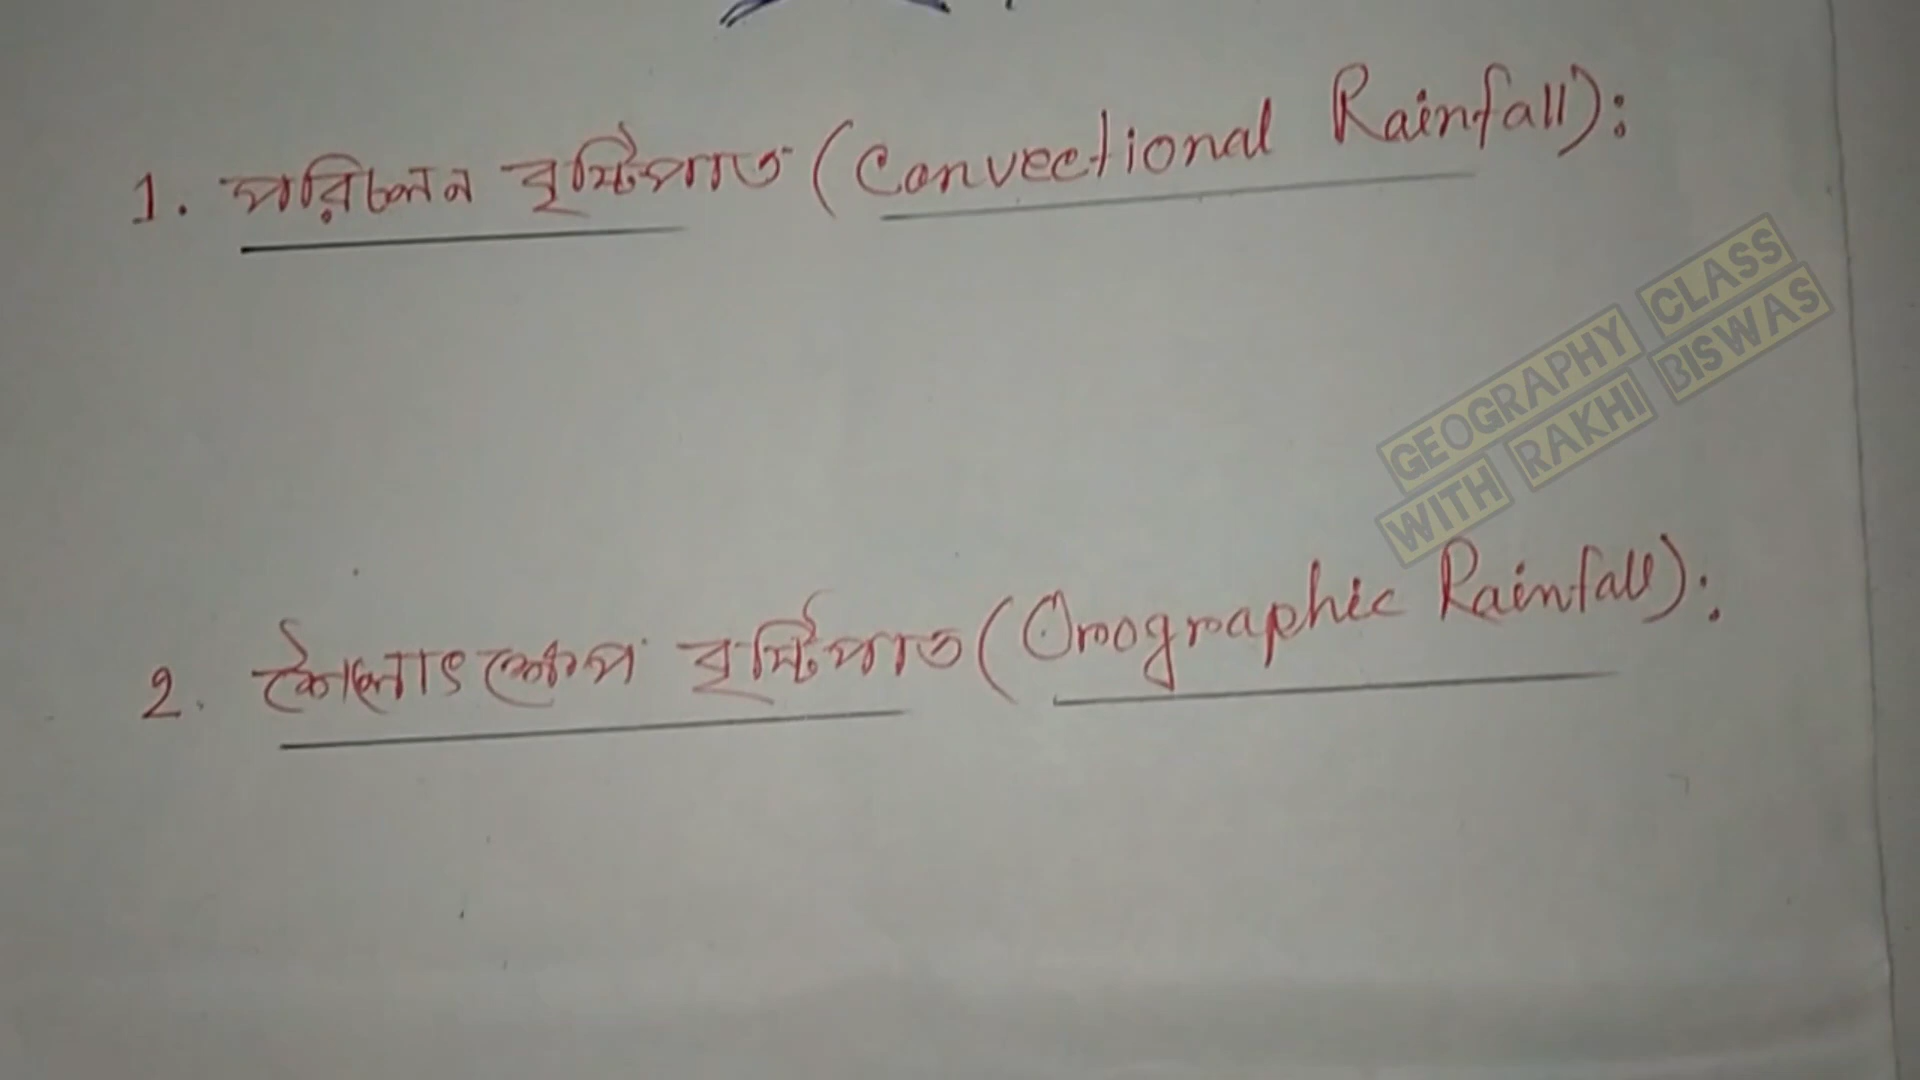 1. পরিচলন বৃষ্টিপাত (Convectional Rainfall):
GEOGRAPHY CLASS
WITH RAKHI BISWAS
2. শৈলোৎক্ষেপ বৃষ্টিপাত (Orographic Rainfall):